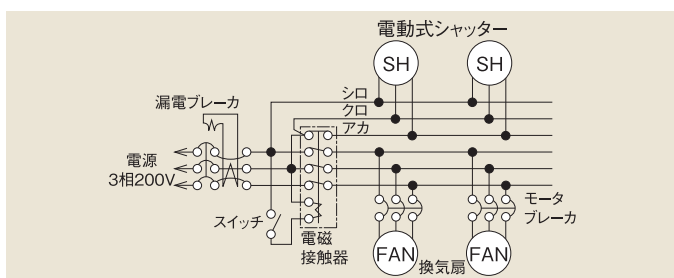 電動式シャッター
SH
SH
シロ
クロ
アカ
漏電ブレーカ
電源
3相200V
スイッチ
電磁
接触器
モータ
ブレーカ
FAN
換気扇
FAN